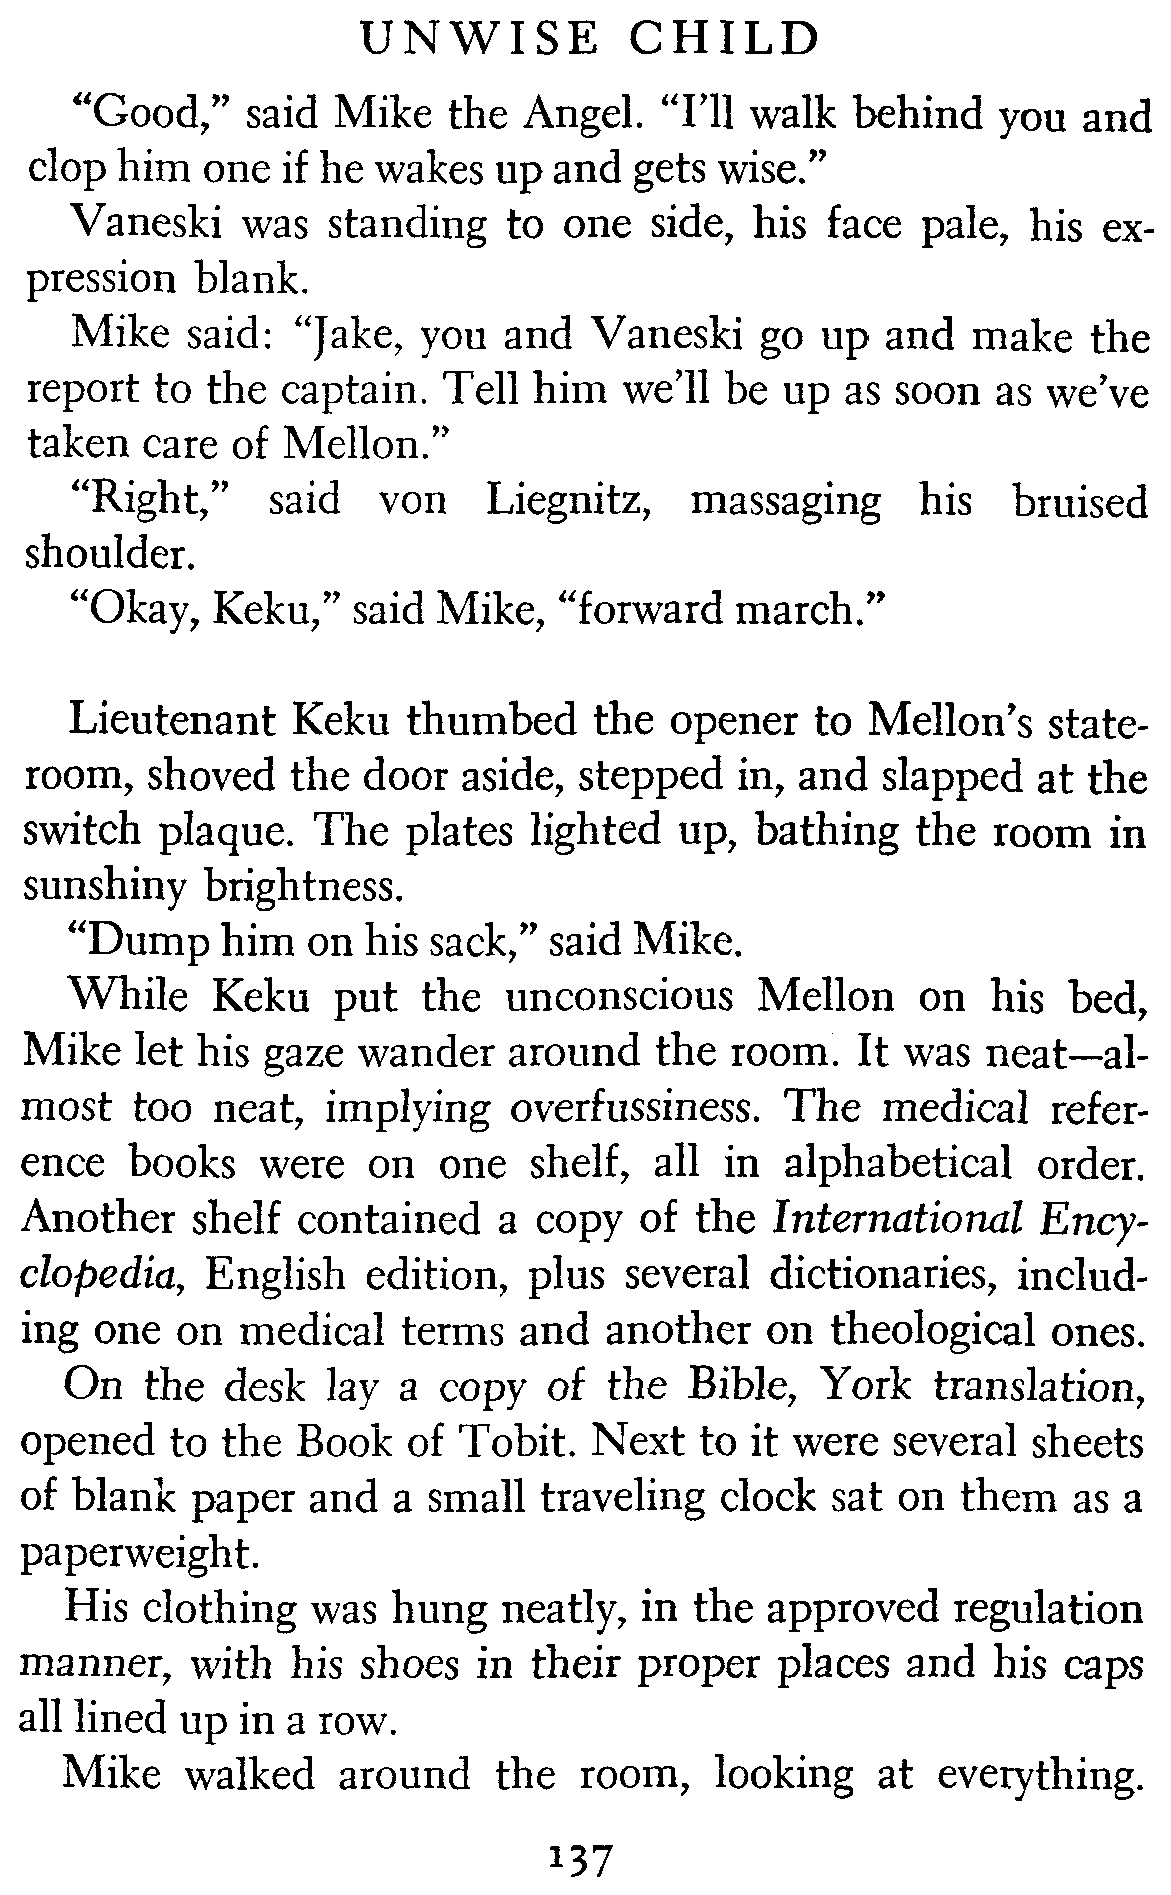 UNWISE CHILD
“Good,” said Mike the Angel. “I’ll walk behind you and
clop him one if he wakes up and gets wise.”
Vaneski was standing to one side, his face pale, his ex-
pression blank.
Mike said: “Jake, you and Vaneski go up and make the
report to the captain. Tell him we’ll be up as soon as we’ve
taken care of Mellon.”
“Right,” said von Liegnitz, massaging his bruised
shoulder.
“Okay, Keku,” said Mike, “forward march.”
Lieutenant Keku thumbed the opener to Mellon’s state-
room, shoved the door aside, stepped in, and slapped at the
switch plaque. The plates lighted up, bathing the room in
sunshiny brightness.
“Dump him on his sack,” said Mike.
While Keku put the unconscious Mellon on his bed,
Mike let his gaze wander around the room. It was neat—al-
most too neat, implying overfussiness. The medical refer-
ence books were on one shelf, all in alphabetical order.
Another shelf contained a copy of the International Ency-
clopedia, English edition, plus several dictionaries, includ-
ing one on medical terms and another on theological ones.
On the desk lay a copy of the Bible, York translation,
opened to the Book of Tobit. Next to it were several sheets
of blank paper and a small traveling clock sat on them as a
paperweight.
His clothing was hung neatly, in the approved regulation
manner, with his shoes in their proper places and his caps
all lined up in a row.
Mike walked around the room, looking at everything.
137